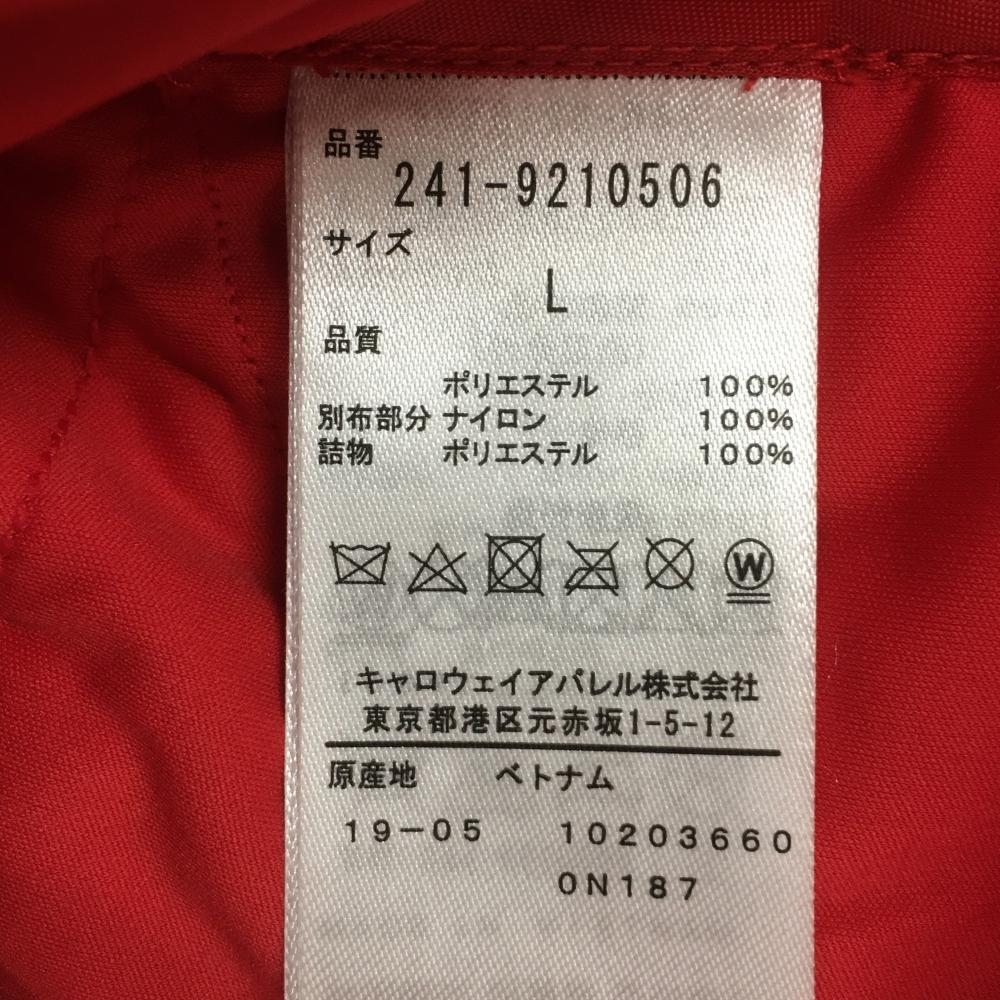 品番
241-9210506
サイズ
L
品質
ポリエステル 100%
別布部分 ナイロン 100%
詰物 ポリエステル 100%
W
キャロウェイアパレル株式会社
東京都港区元赤坂1-5-12
原産地 ベトナム
19-05 10203660
0N187